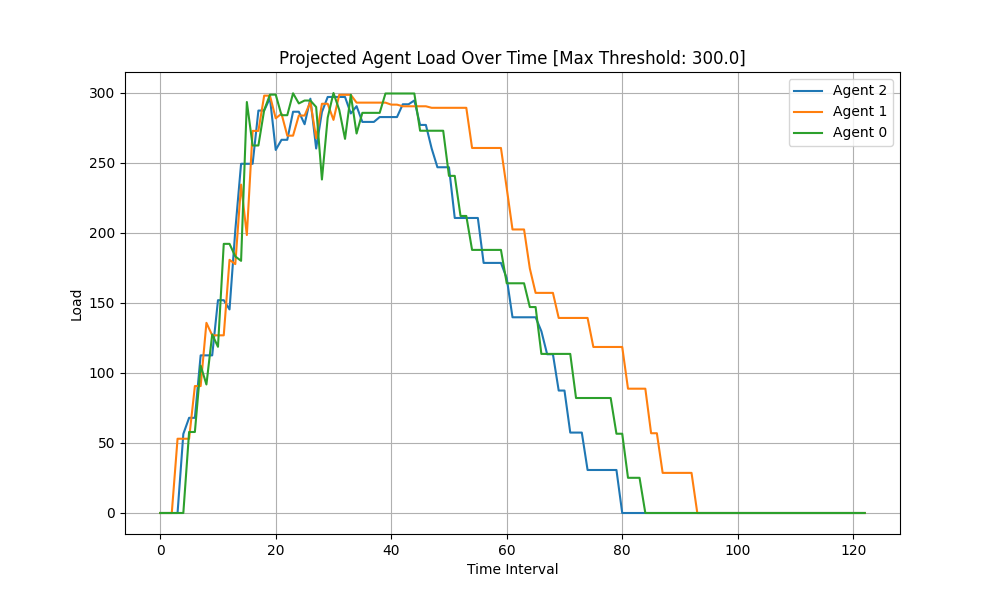 Projected Agent Load Over Time [Max Threshold: 300.0]
Agent 2
Agent 1
Agent 0
Load
300
250
200
150
100
50
0
0 20 40 60 80 100 120
Time Interval